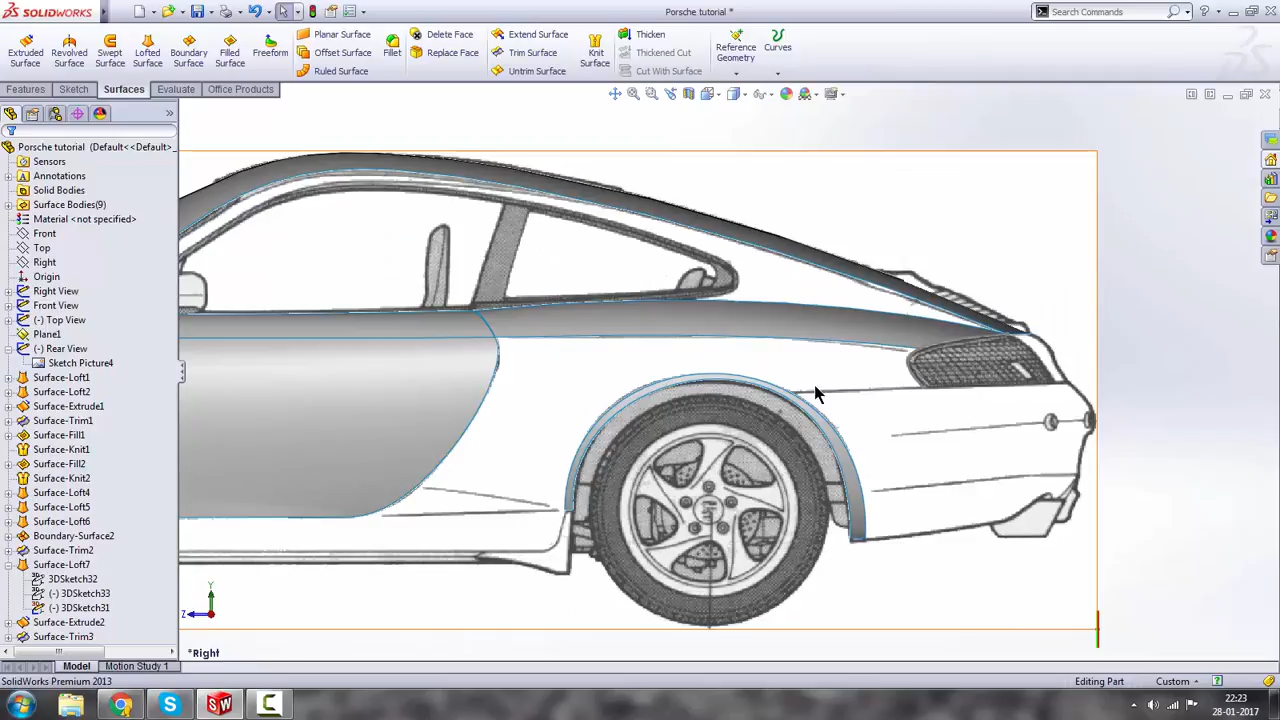 SOLIDWORKS
Porsche tutorial *
Search Commands
Extruded Surface
Revolved Surface
Swept Surface
Lofted Surface
Boundary Surface
Filled Surface
Freeform
Planar Surface
Offset Surface
Ruled Surface
Fillet
Delete Face
Replace Face
Extend Surface
Trim Surface
Untrim Surface
Knit Surface
Thicken
Thickened Cut
Cut With Surface
Reference Geometry
Curves
Features
Sketch
Surfaces
Evaluate
Office Products
Porsche tutorial (Default<<Default>_
Sensors
Annotations
Solid Bodies
Surface Bodies(9)
Material <not specified>
Front
Top
Right
Origin
Right View
Front View
(-) Top View
Plane1
(-) Rear View
Sketch Picture4
Surface-Loft1
Surface-Loft2
Surface-Extrude1
Surface-Trim1
Surface-Fill1
Surface-Knit1
Surface-Fill2
Surface-Knit2
Surface-Loft4
Surface-Loft5
Surface-Loft6
Boundary-Surface2
Surface-Trim2
Surface-Loft7
3DSketch32
(-) 3DSketch33
(-) 3DSketch31
Surface-Extrude2
Surface-Trim3
Y
Z
*Right
Model
Motion Study 1
SolidWorks Premium 2013
Editing Part
Custom
22:23
28-01-2017